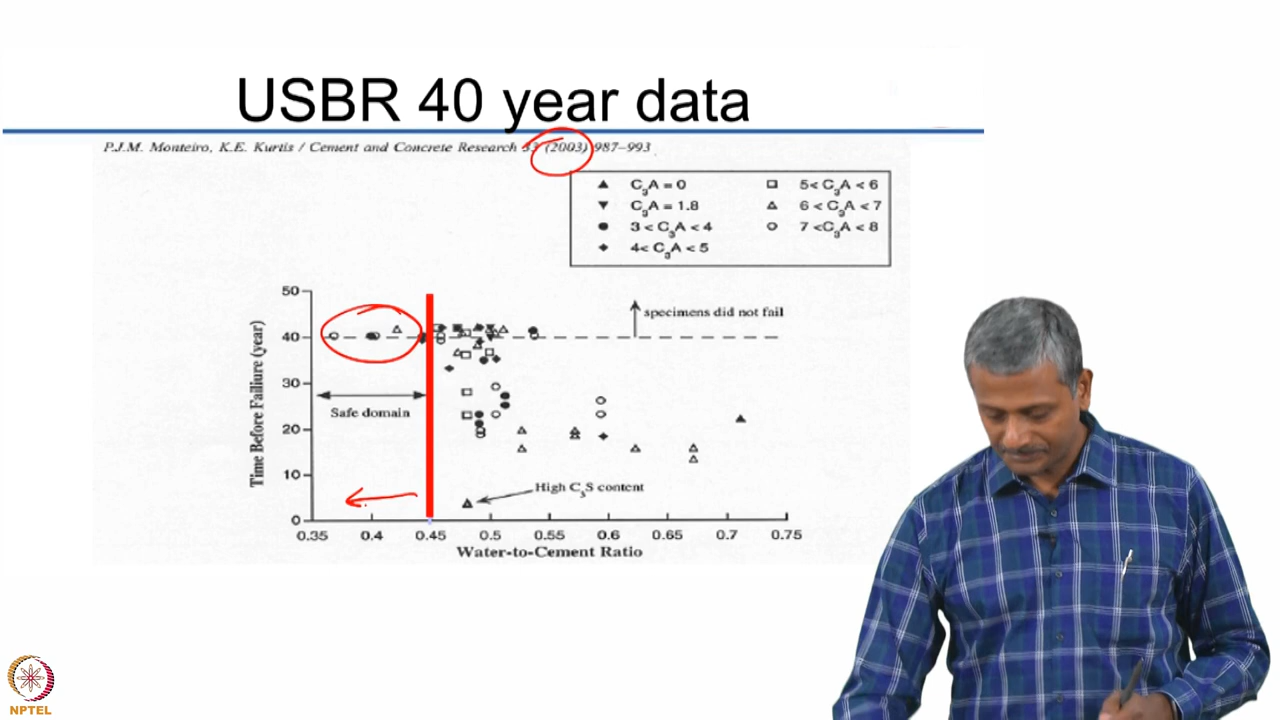 USBR 40 year data
P.J.M. Monteiro, K.E. Kurtis / Cement and Concrete Research 33 (2003) 987–993
C3A = 0
C3A = 1.8
3 < C3A < 4
4< C3A < 5
5< C3A < 6
6 < C3A < 7
7 <C3A < 8
50
40
30
20
10
0
Time Before Failiure (year)
specimens did not fail
Safe domain
High C3S content
0.35 0.4 0.45 0.5 0.55 0.6 0.65 0.7 0.75
Water-to-Cement Ratio
NPTEL